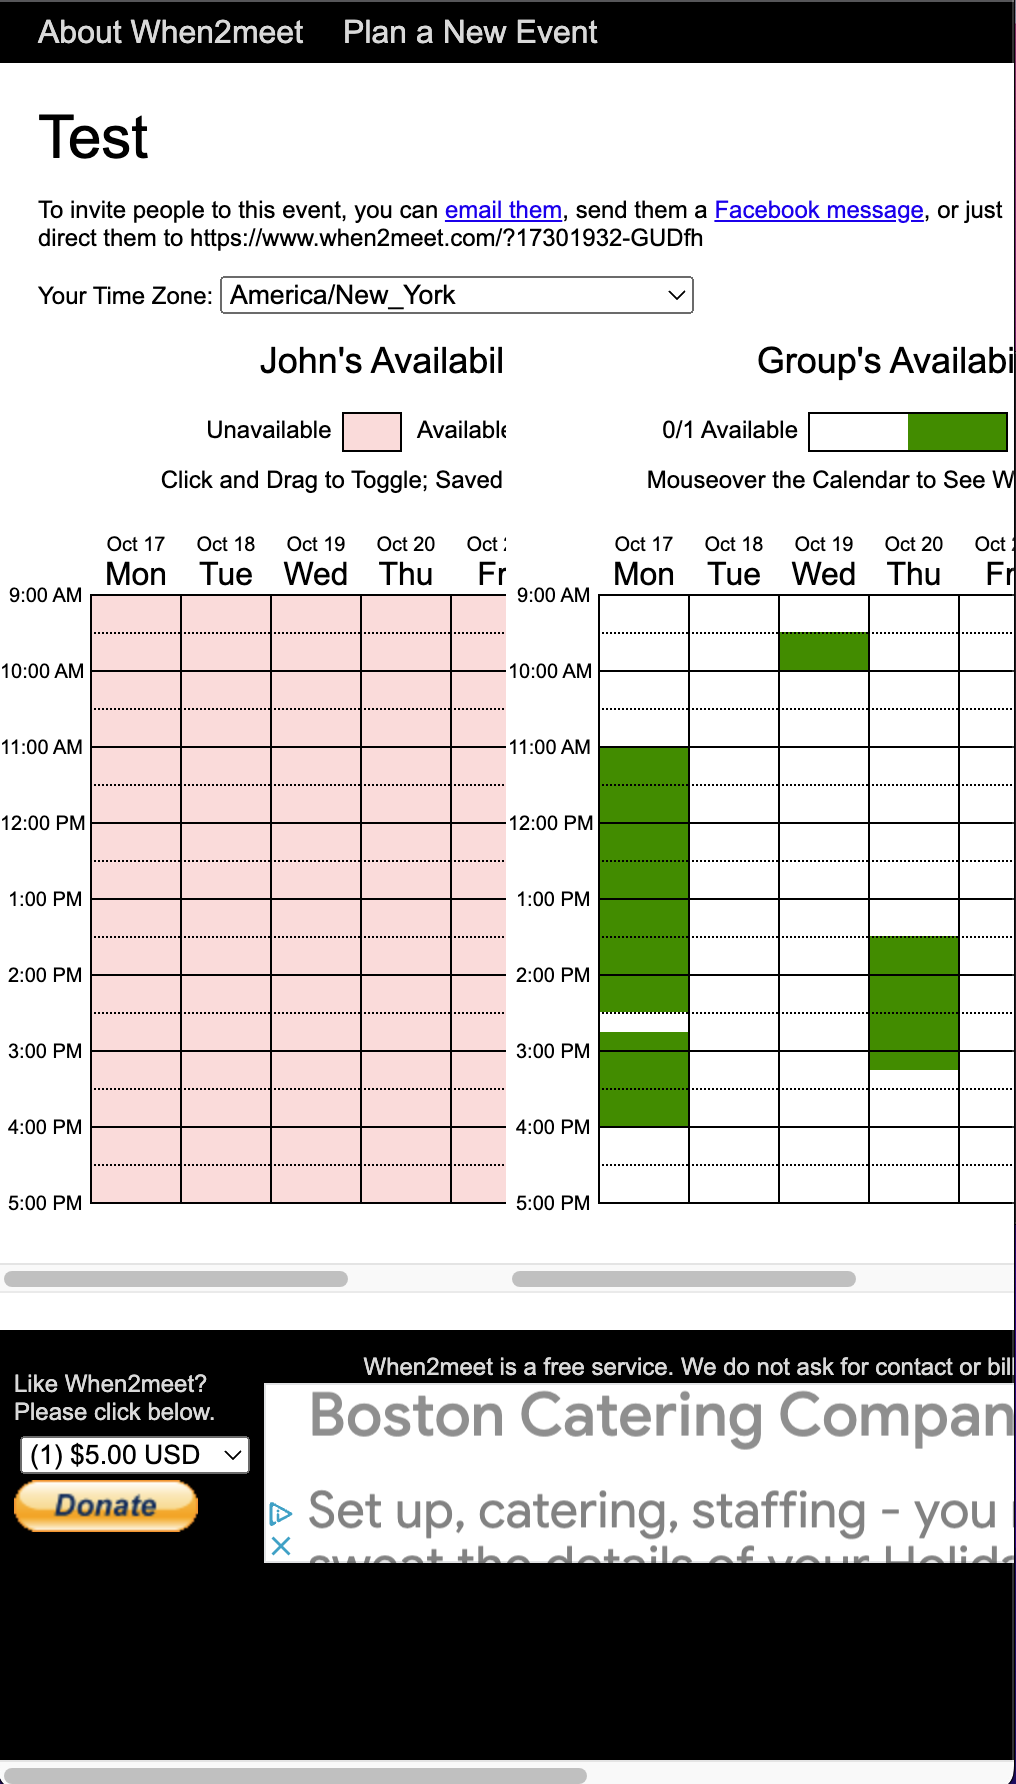 About When2meet Plan a New Event
Test
To invite people to this event, you can email them, send them a Facebook message, or just
direct them to https://www.when2meet.com/?17301932-GUDfh
Your Time Zone: America/New_York
John's Availabil
Unavailable Available
Click and Drag to Toggle; Saved
Oct 17 Oct 18 Oct 19 Oct 20 Oct
Mon Tue Wed Thu Fr
9:00 AM
10:00 AM
11:00 AM
12:00 PM
1:00 PM
2:00 PM
3:00 PM
4:00 PM
5:00 PM
Group's Availabi
0/1 Available
Mouseover the Calendar to See W
Oct 17 Oct 18 Oct 19 Oct 20 Oct
Mon Tue Wed Thu Fr
9:00 AM
10:00 AM
11:00 AM
12:00 PM
1:00 PM
2:00 PM
3:00 PM
4:00 PM
5:00 PM
Like When2meet?
Please click below.
(1) $5.00 USD
Donate
When2meet is a free service. We do not ask for contact or bil
Boston Catering Compan
Set up, catering, staffing - you
sweat the details of your Holida